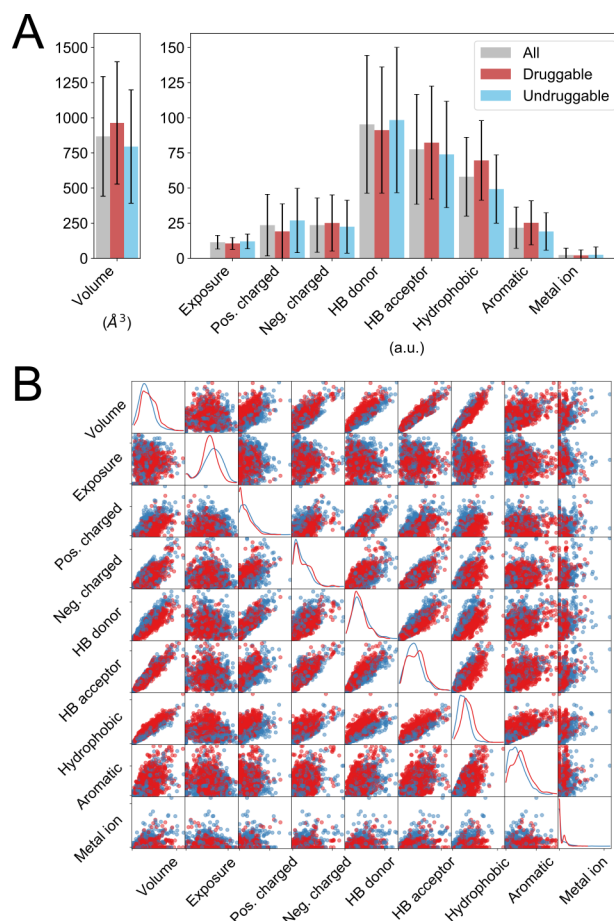 A
1500
1250
1000
750
500
250
0
Volume
(Å³)
150
125
100
75
50
25
0
All
Druggable
Undruggable
Exposure
Pos. charged
Neg. charged
HB donor
HB acceptor
Hydrophobic
Aromatic
Metal ion
(a.u.)
B
Volume
Exposure
Pos. charged
Neg. charged
HB donor
HB acceptor
Hydrophobic
Aromatic
Metal ion
Volume
Exposure
Pos. charged
Neg. charged
HB donor
HB acceptor
Hydrophobic
Aromatic
Metal ion